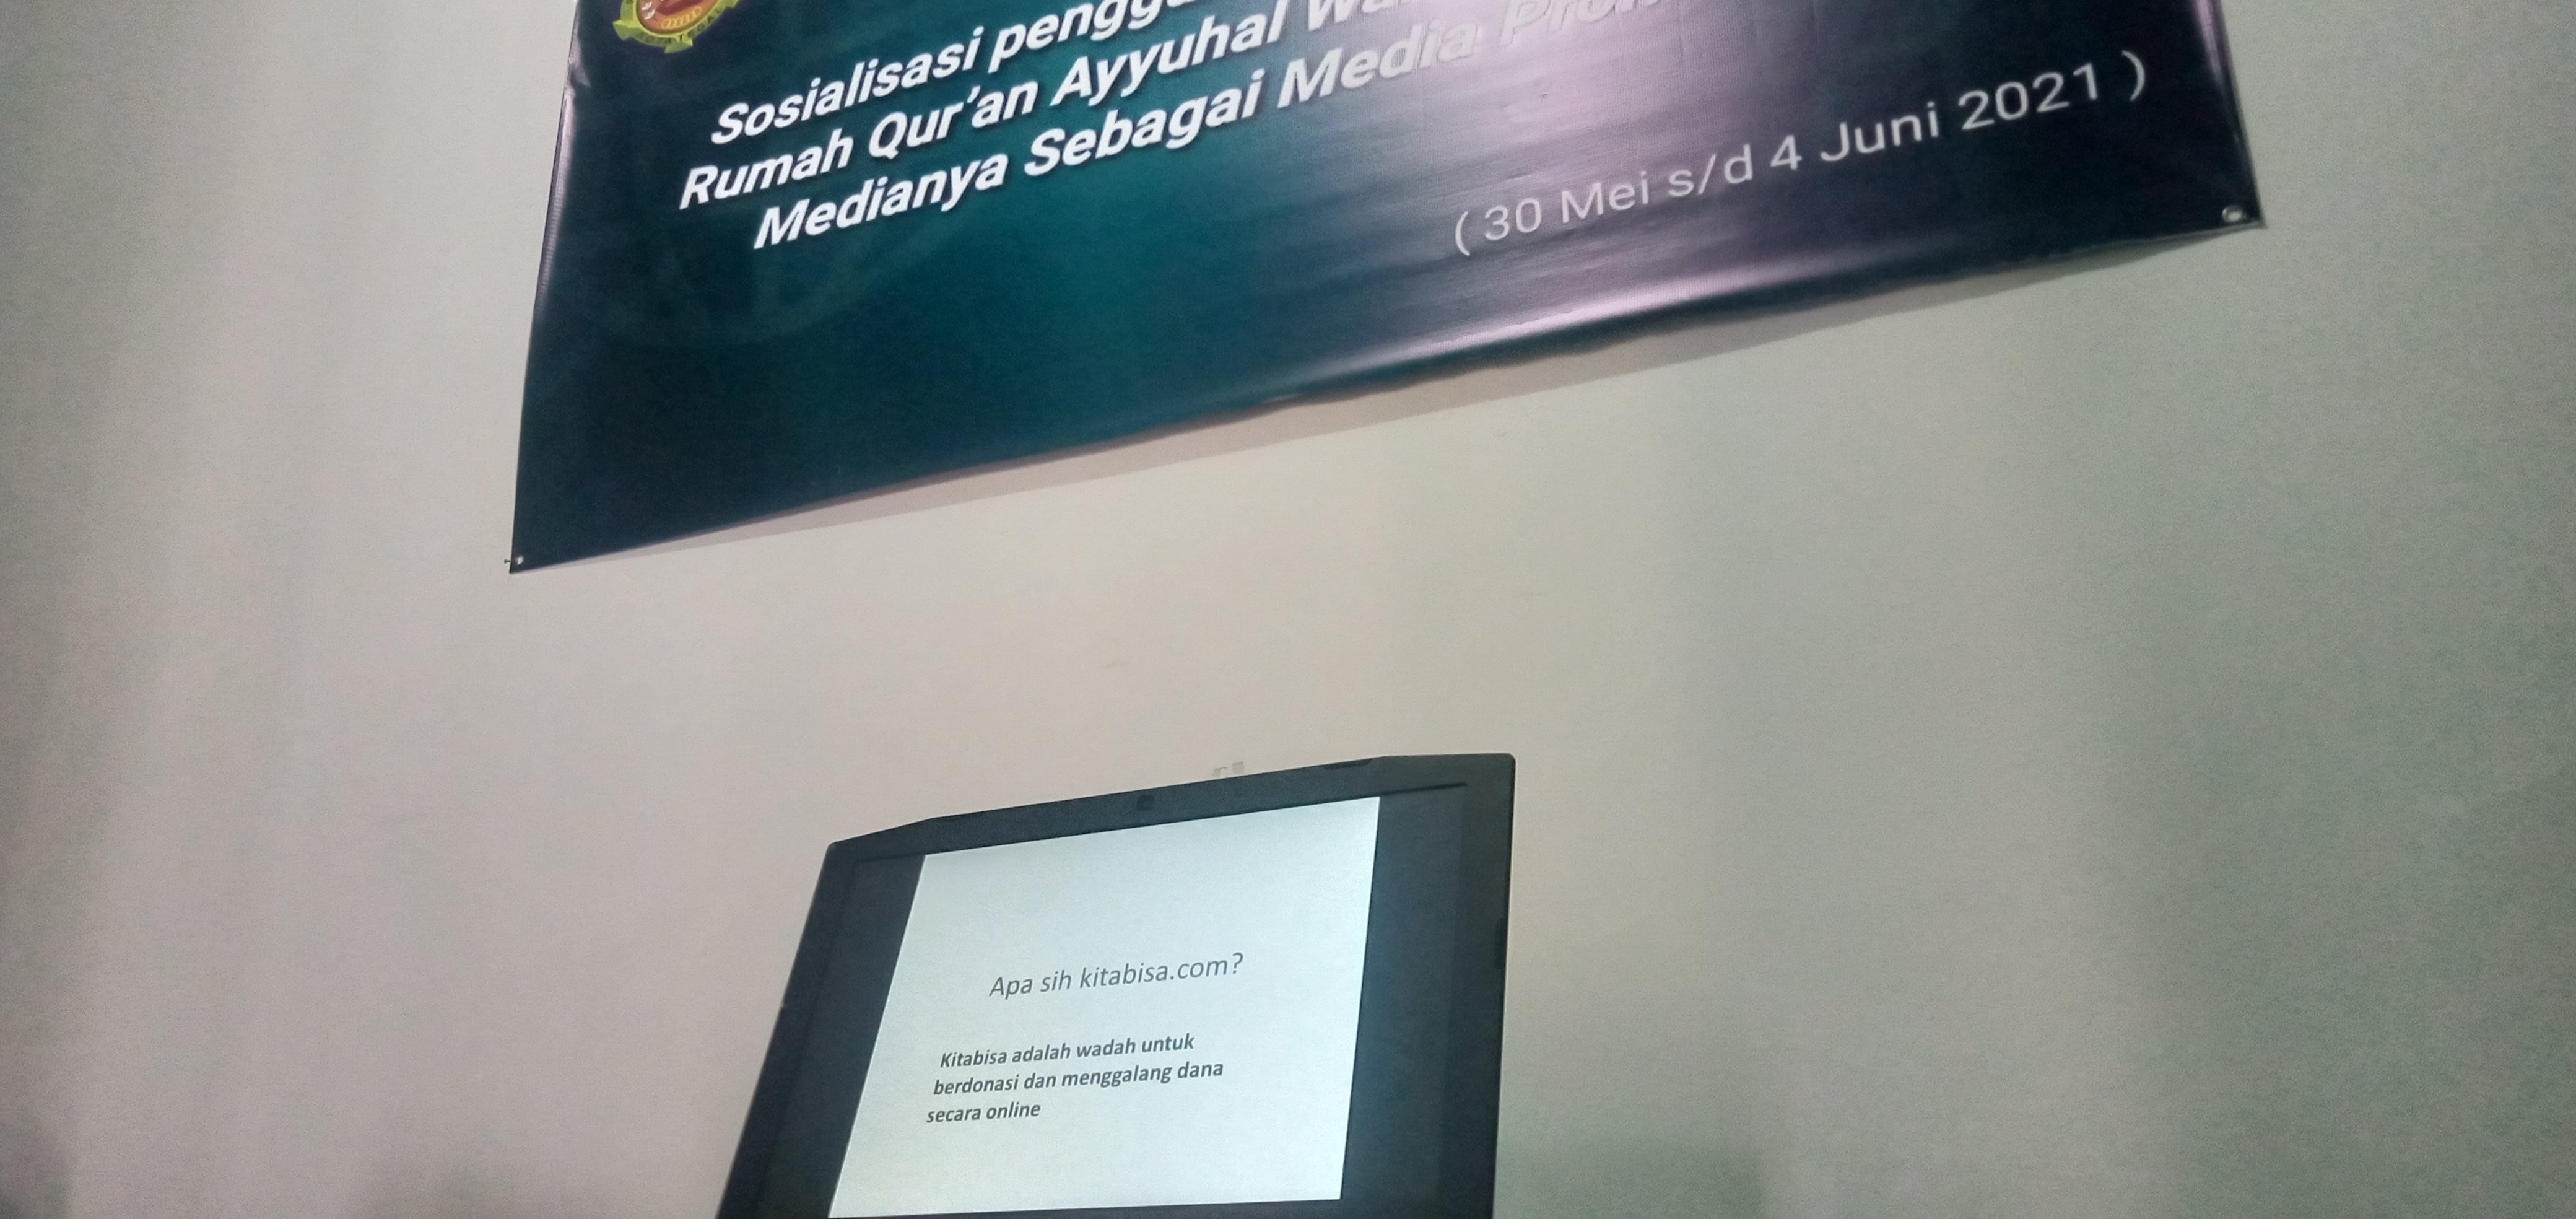 Sosialisasi
Rumah Qur'an Ayyuhal
Medianya Sebagai Media
( 30 Mei s/d 4 Juni 2021 )
Apa sih kitabisa.com?
Kitabisa adalah wadah untuk
berdonasi dan menggalang dana
secara online